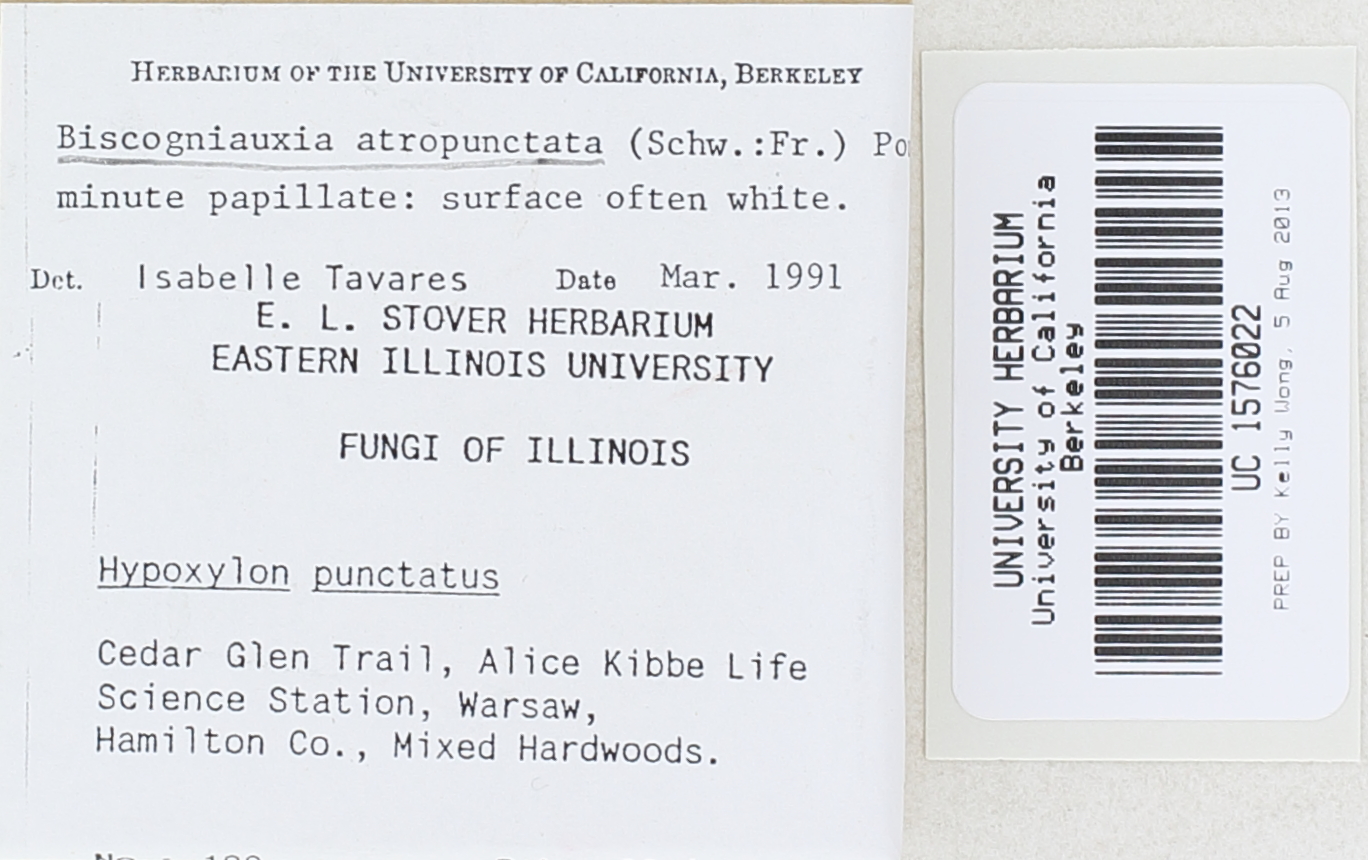 HERBARIUM OF THE UNIVERSITY OF CALIFORNIA, BERKELEY
Biscogniauxia atropunctata (Schw.:Fr.)
minute papillate: surface often white.
Det. Isabelle Tavares Date Mar. 1991
E. L. STOVER HERBARIUM
EASTERN ILLINOIS UNIVERSITY
FUNGI OF ILLINOIS
Hypoxylon punctatus
Cedar Glen Trail, Alice Kibbe Life
Science Station, Warsaw,
Hamilton Co., Mixed Hardwoods.
UNIVERSITY HERBARIUM
University of California
Berkeley
UC 1576022
PREP BY Kelly Wong, 5 Aug 2013